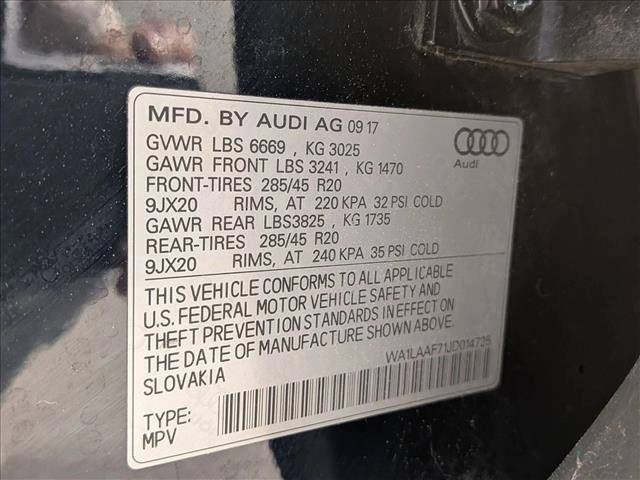 MFD. BY AUDI AG 09 17
GVWR LBS 6669 , KG 3025
GAWR FRONT LBS 3241 , KG 1470
FRONT-TIRES 285/45 R20
9JX20 RIMS, AT 220 KPA 32 PSI COLD
GAWR REAR LBS3825 , KG 1735
REAR-TIRES 285/45 R20
9JX20 RIMS, AT 240 KPA 35 PSI COLD
Audi
THIS VEHICLE CONFORMS TO ALL APPLICABLE
U.S. FEDERAL MOTOR VEHICLE SAFETY AND
THEFT PREVENTION STANDARDS IN EFFECT ON
THE DATE OF MANUFACTURE SHOWN ABOVE.
SLOVAKIA
WA1LAAF71JD014725
TYPE:
MPV